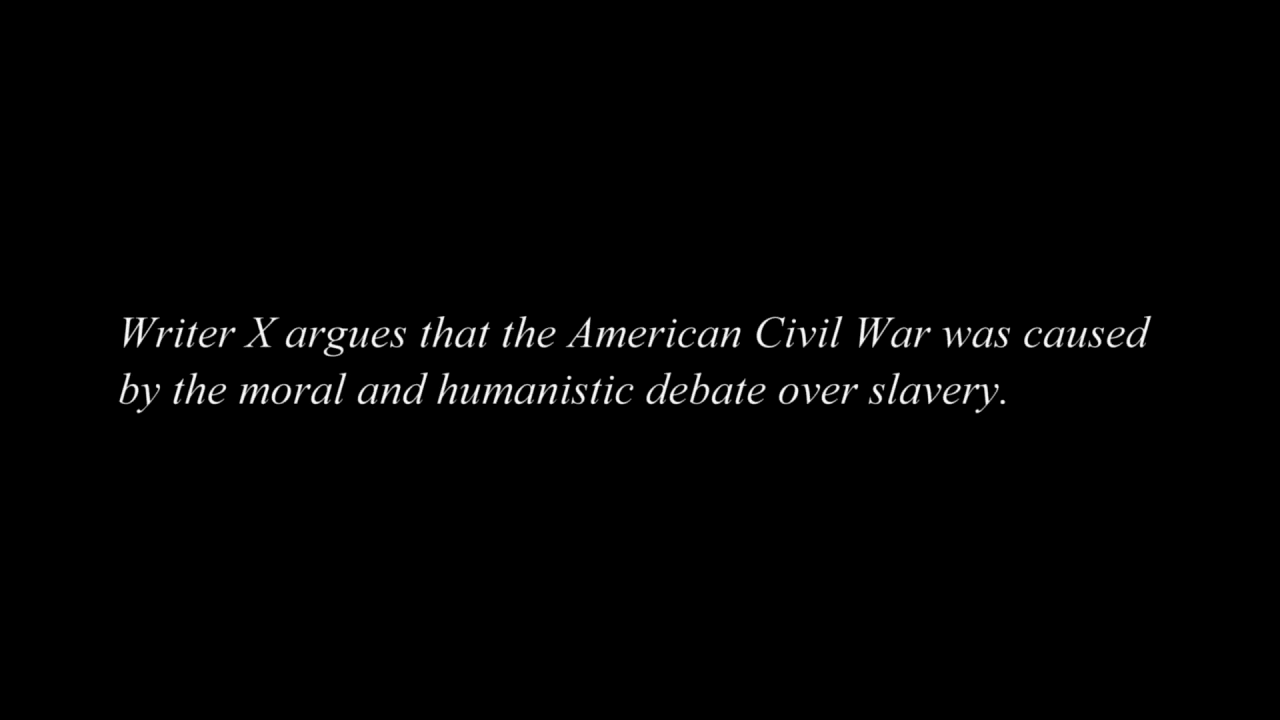 Writer X argues that the American Civil War was caused
by the moral and humanistic debate over slavery.